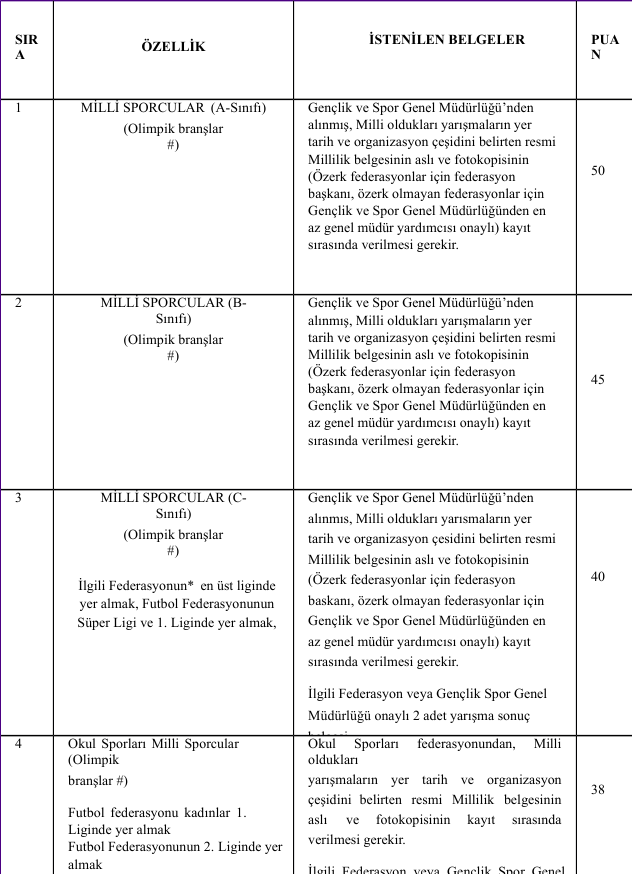 SIR
A
ÖZELLİK
İSTENİLEN BELGELER
PUA
N
1
MİLLİ SPORCULAR (A-Sınıfı)
(Olimpik branşlar
#)
Gençlik ve Spor Genel Müdürlüğü’nden
alınmış, Milli oldukları yarışmaların yer
tarih ve organizasyon çeşidini belirten resmi
Millilik belgesinin aslı ve fotokopisinin
(Özerk federasyonlar için federasyon
başkanı, özerk olmayan federasyonlar için
Gençlik ve Spor Genel Müdürlüğünden en
az genel müdür yardımcısı onaylı) kayıt
sırasında verilmesi gerekir.
50
2
MİLLİ SPORCULAR (B-
Sınıfı)
(Olimpik branşlar
#)
Gençlik ve Spor Genel Müdürlüğü’nden
alınmış, Milli oldukları yarışmaların yer
tarih ve organizasyon çeşidini belirten resmi
Millilik belgesinin aslı ve fotokopisinin
(Özerk federasyonlar için federasyon
başkanı, özerk olmayan federasyonlar için
Gençlik ve Spor Genel Müdürlüğünden en
az genel müdür yardımcısı onaylı) kayıt
sırasında verilmesi gerekir.
45
3
MİLLİ SPORCULAR (C-
Sınıfı)
(Olimpik branşlar
#)
İlgili Federasyonun* en üst liginde
yer almak, Futbol Federasyonunun
Süper Ligi ve 1. Liginde yer almak,
Gençlik ve Spor Genel Müdürlüğü’nden
alınmıs, Milli oldukları yarısmaların yer
tarih ve organizasyon çesidini belirten resmi
Millilik belgesinin aslı ve fotokopisinin
(Özerk federasyonlar için federasyon
baskanı, özerk olmayan federasyonlar için
Gençlik ve Spor Genel Müdürlüğünden en
az genel müdür yardımcısı onaylı) kayıt
sırasında verilmesi gerekir.
İlgili Federasyon veya Gençlik Spor Genel
Müdürlüğü onaylı 2 adet yarışma sonuç
40
4
Okul Sporları Milli Sporcular
(Olimpik
branşlar #)
Futbol federasyonu kadınlar 1.
Liginde yer almak
Futbol Federasyonunun 2. Liginde yer
almak
Okul Sporları federasyonundan, Milli
oldukları
yarışmaların yer tarih ve organizasyon
çeşidini belirten resmi Millilik belgesinin
aslı ve fotokopisinin kayıt sırasında
verilmesi gerekir.
İlgili Federasyon veya Gençlik Spor Genel
38